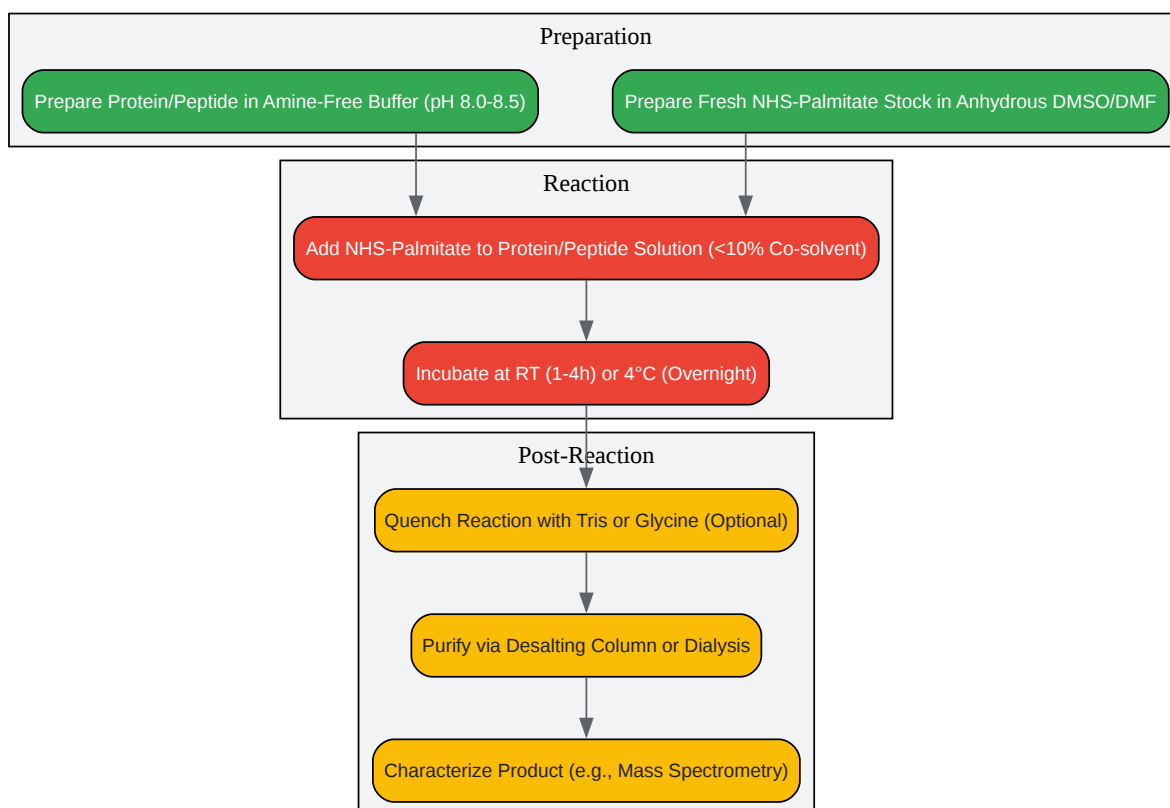 Preparation
Prepare Protein/Peptide in Amine-Free Buffer (pH 8.0-8.5)
Prepare Fresh NHS-Palmitate Stock in Anhydrous DMSO/DMF
Reaction
Add NHS-Palmitate to Protein/Peptide Solution (<10% Co-solvent)
Incubate at RT (1-4h) or 4°C (Overnight)
Post-Reaction
Quench Reaction with Tris or Glycine (Optional)
Purify via Desalting Column or Dialysis
Characterize Product (e.g., Mass Spectrometry)